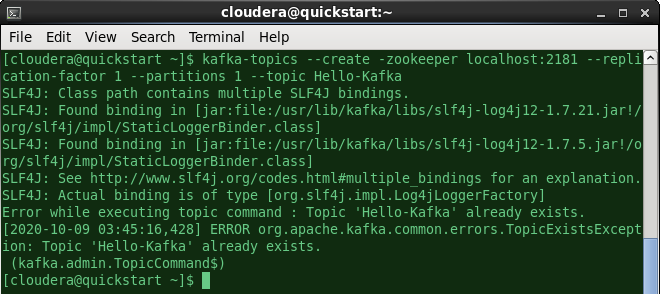 cloudera@quickstart:~
File Edit View Search Terminal Help
[cloudera@quickstart ~]$ kafka-topics --create -zookeeper localhost:2181 --repli
cation-factor 1 --partitions 1 --topic Hello-Kafka
SLF4J: Class path contains multiple SLF4J bindings.
SLF4J: Found binding in [jar:file:/usr/lib/kafka/libs/slf4j-log4j12-1.7.21.jar!/
org/slf4j/impl/StaticLoggerBinder.class]
SLF4J: Found binding in [jar:file:/usr/lib/kafka/libs/slf4j-log4j12-1.7.5.jar!/o
rg/slf4j/impl/StaticLoggerBinder.class]
SLF4J: See http://www.slf4j.org/codes.html#multiple_bindings for an explanation.
SLF4J: Actual binding is of type [org.slf4j.impl.Log4jLoggerFactory]
Error while executing topic command : Topic 'Hello-Kafka' already exists.
[2020-10-09 03:45:16,428] ERROR org.apache.kafka.common.errors.TopicExistsExcept
ion: Topic 'Hello-Kafka' already exists.
 (kafka.admin.TopicCommand$)
[cloudera@quickstart ~]$